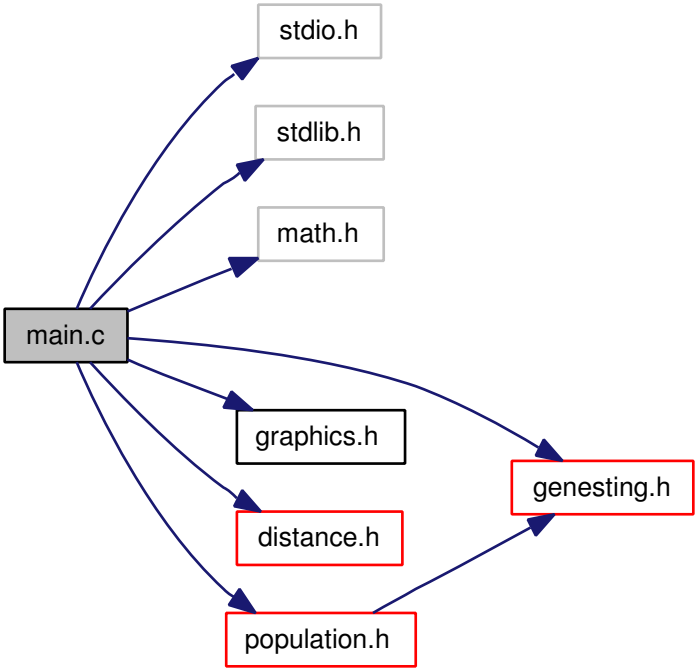 stdio.h
stdlib.h
math.h
main.c
graphics.h
genesting.h
distance.h
population.h